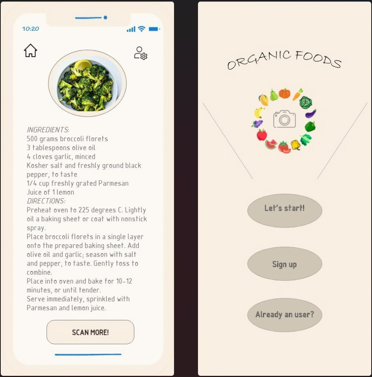 10:20
INGREDIENTS:
500 grams broccoli florets
3 tablespoons olive oil
4 cloves garlic, minced
Kosher salt and freshly ground black
pepper, to taste
1/4 cup freshly grated Parmesan
Juice of 1 lemon
DIRECTIONS:
Preheat oven to 225 degrees C. Lightly
oil a baking sheet or coat with nonstick
spray.
Place broccoli florets in a single layer
onto the prepared baking sheet. Add
olive oil and garlic; season with salt
and pepper, to taste. Gently toss to
combine.
Place into oven and bake for 10-12
minutes, or until tender.
Serve immediately, sprinkled with
Parmesan and lemon juice.
SCAN MORE!
ORGANIC FOODS
Let's start!
Sign up
Already an user?